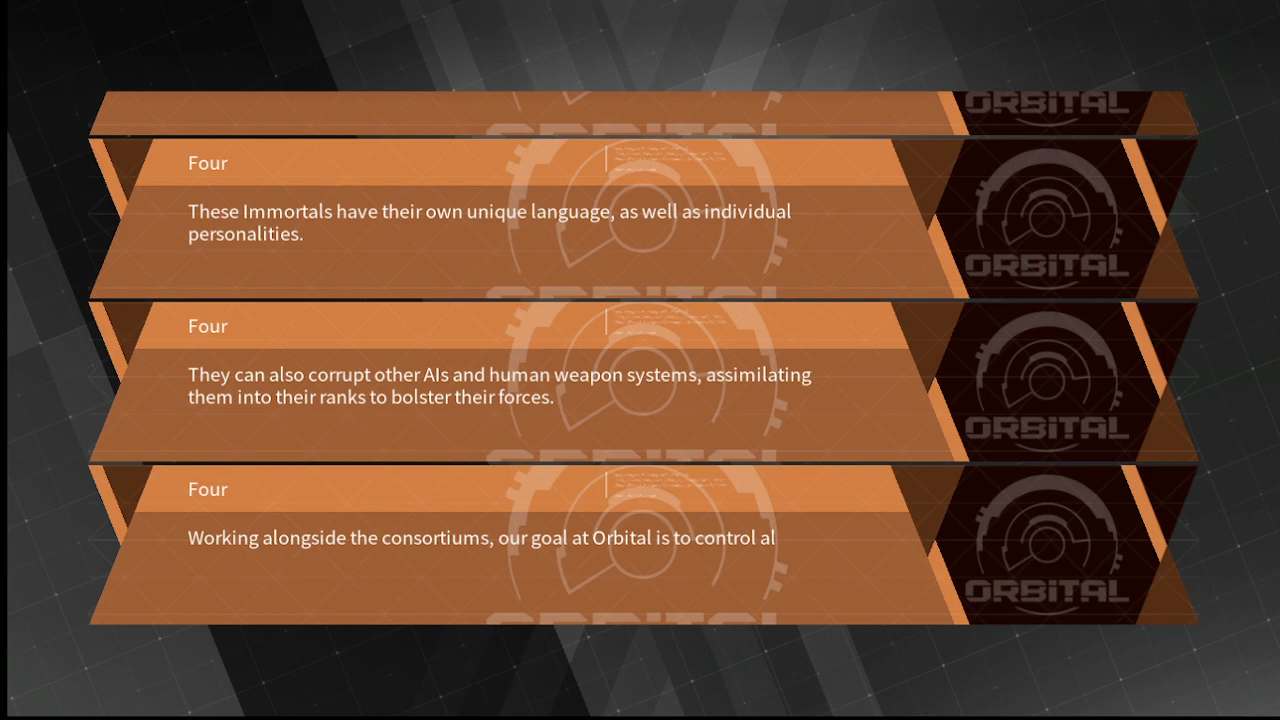 ORBITAL
Four
These Immortals have their own unique language, as well as individual
personalities.
ORBITAL
Four
They can also corrupt other AIs and human weapon systems, assimilating
them into their ranks to bolster their forces.
ORBITAL
Four
Working alongside the consortiums, our goal at Orbital is to control al
ORBITAL